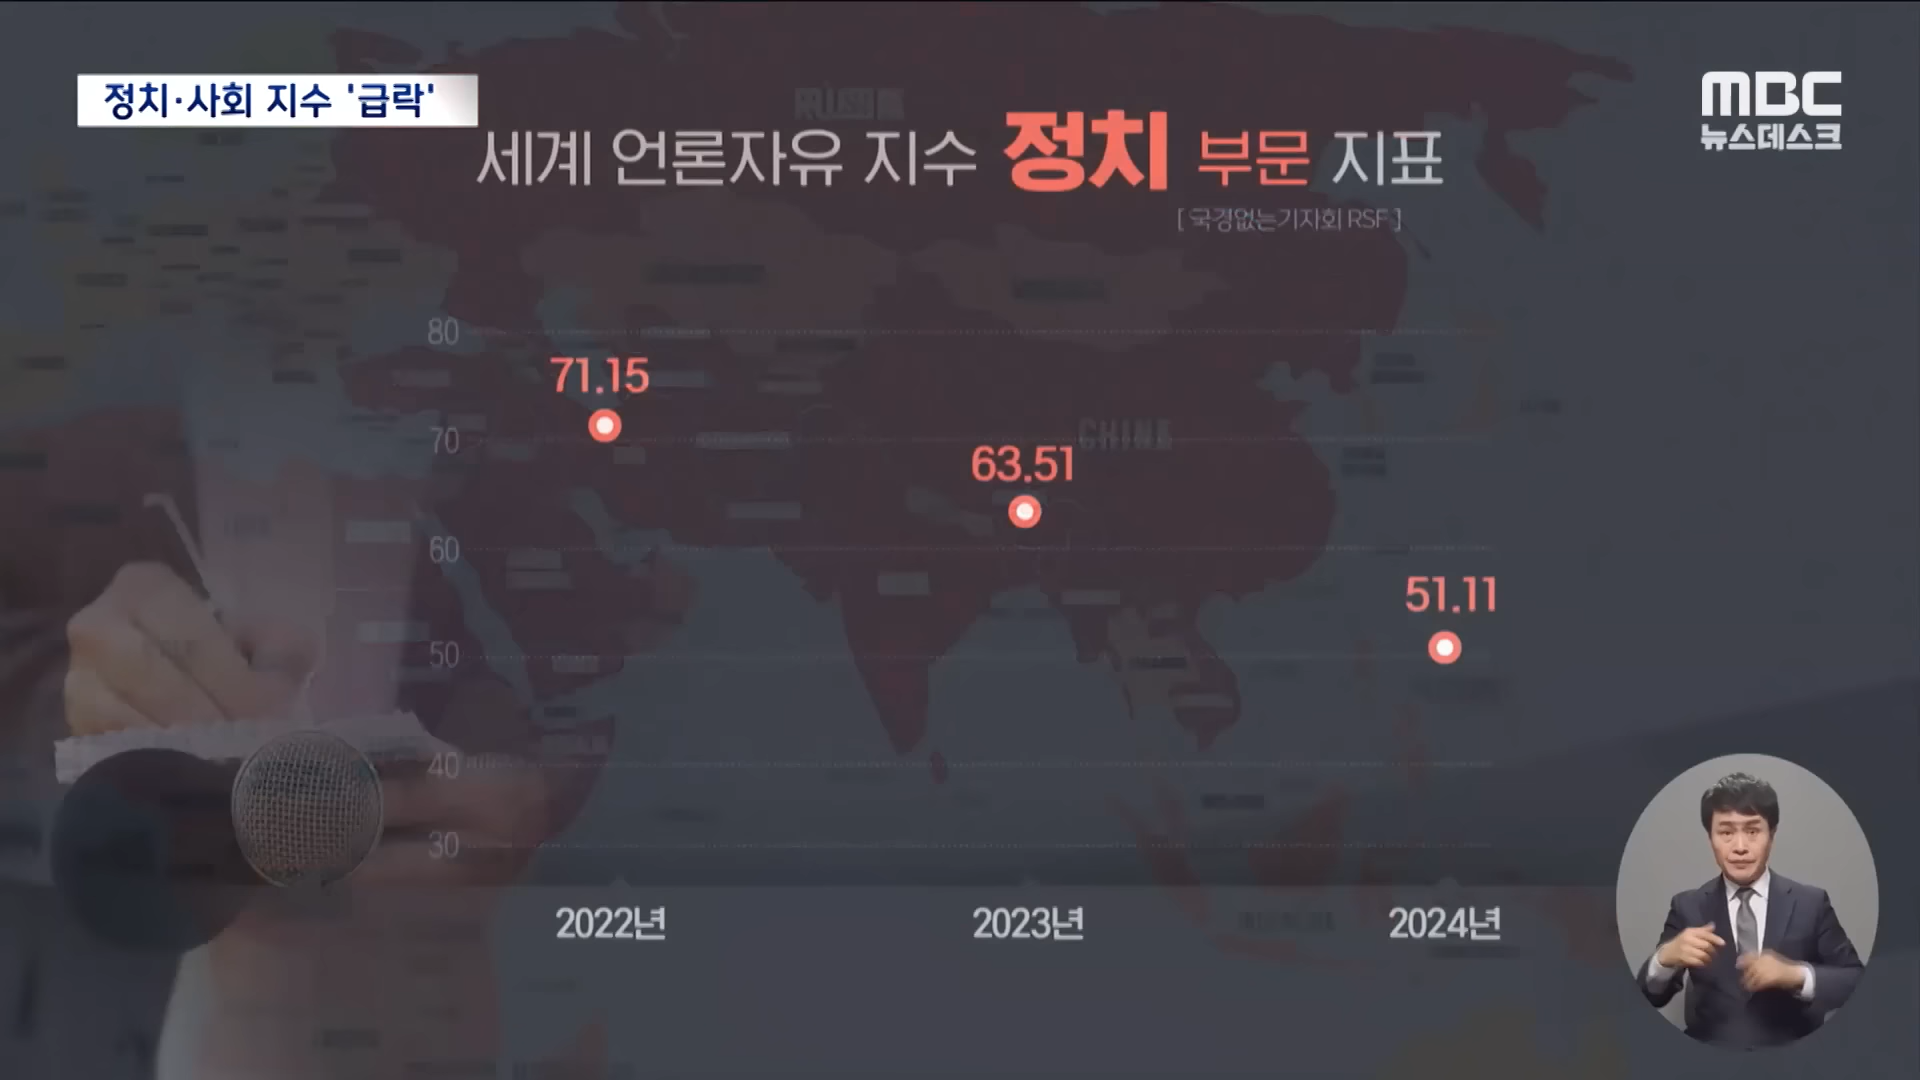 정치·사회 지수 '급락'
MBC
뉴스데스크
세계 언론자유 지수 정치 부문 지표
[ 국경없는기자회 RSF ]
80
71.15
70
CHINA
63.51
60
51.11
50
40
30
2022년
2023년
2024년